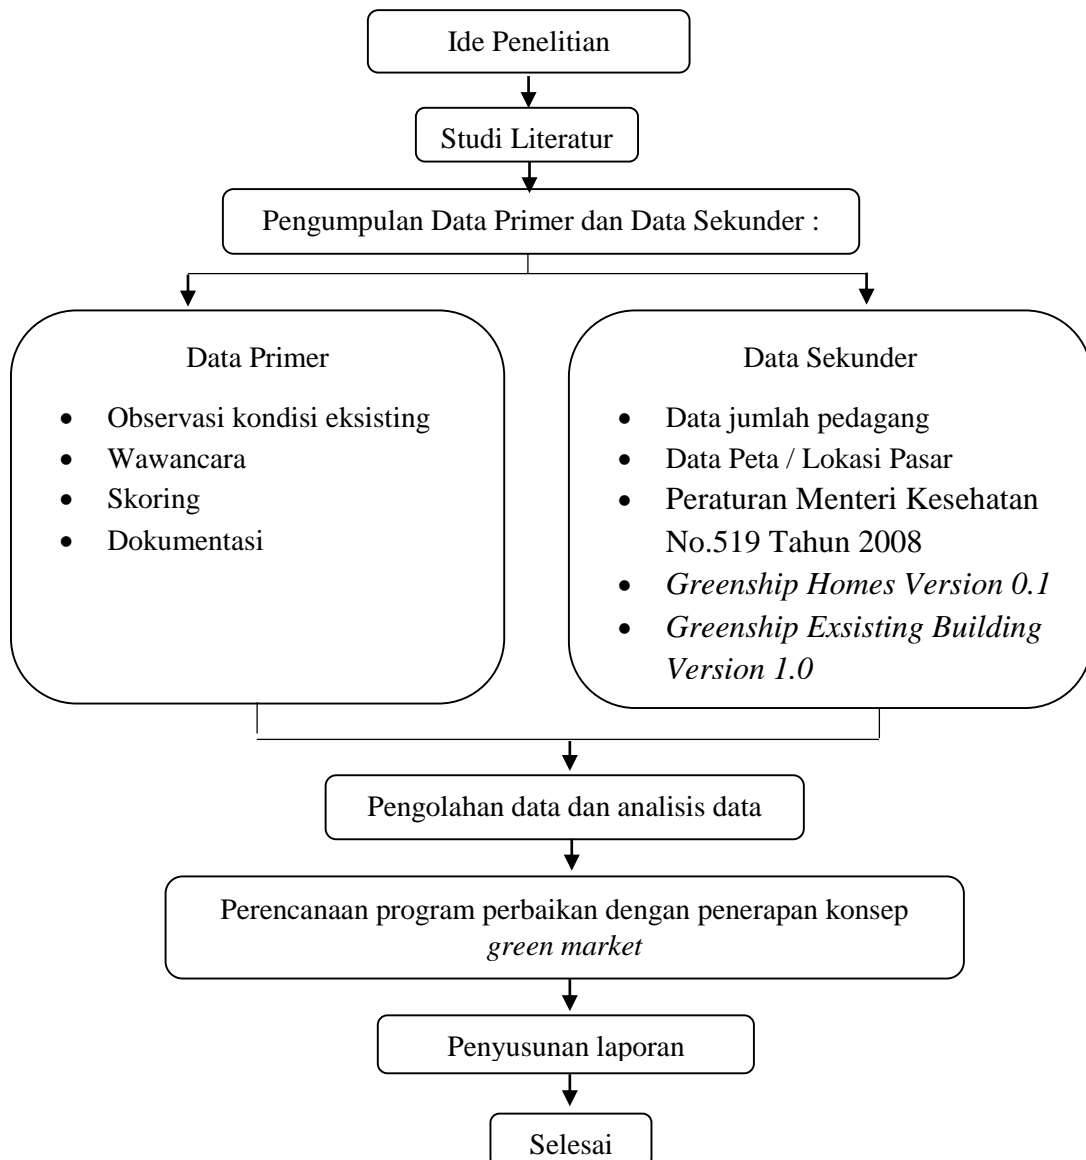 Ide Penelitian
Studi Literatur
Pengumpulan Data Primer dan Data Sekunder :
Data Primer
• Observasi kondisi eksisting
• Wawancara
• Skoring
• Dokumentasi
Data Sekunder
• Data jumlah pedagang
• Data Peta / Lokasi Pasar
• Peraturan Menteri Kesehatan
No.519 Tahun 2008
• Greenship Homes Version 0.1
• Greenship Exsisting Building
Version 1.0
Pengolahan data dan analisis data
Perencanaan program perbaikan dengan penerapan konsep
green market
Penyusunan laporan
Selesai